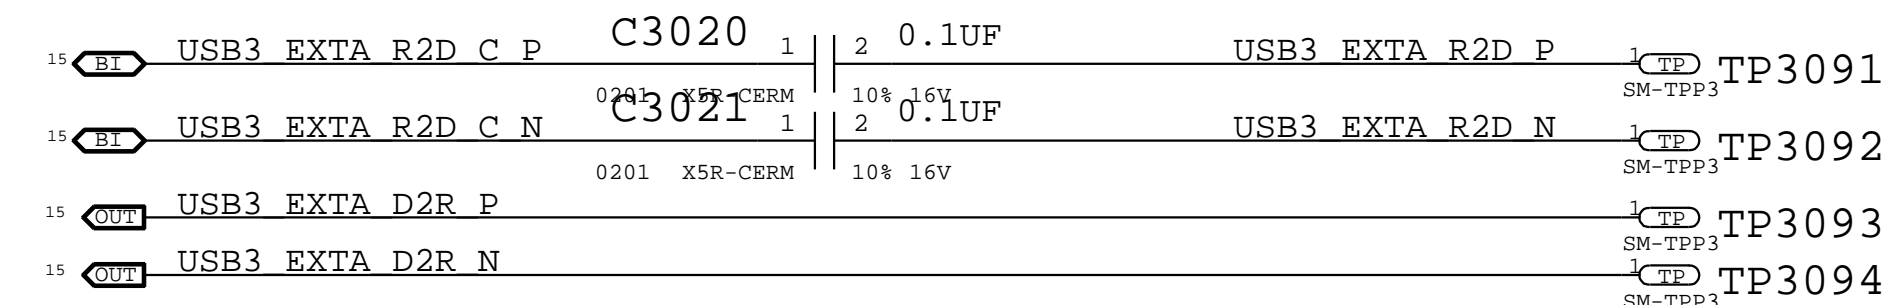 15 BI USB3_EXTA_R2D_C_P C3020 1 2 0.1UF USB3_EXTA_R2D_P 1 TP TP3091
0201 X5R-CERM 10% 16V SM-TPP3
15 BI USB3_EXTA_R2D_C_N C3021 1 2 0.1UF USB3_EXTA_R2D_N 1 TP TP3092
0201 X5R-CERM 10% 16V SM-TPP3
15 OUT USB3_EXTA_D2R_P 1 TP TP3093
SM-TPP3
15 OUT USB3_EXTA_D2R_N 1 TP TP3094
SM-TPP3